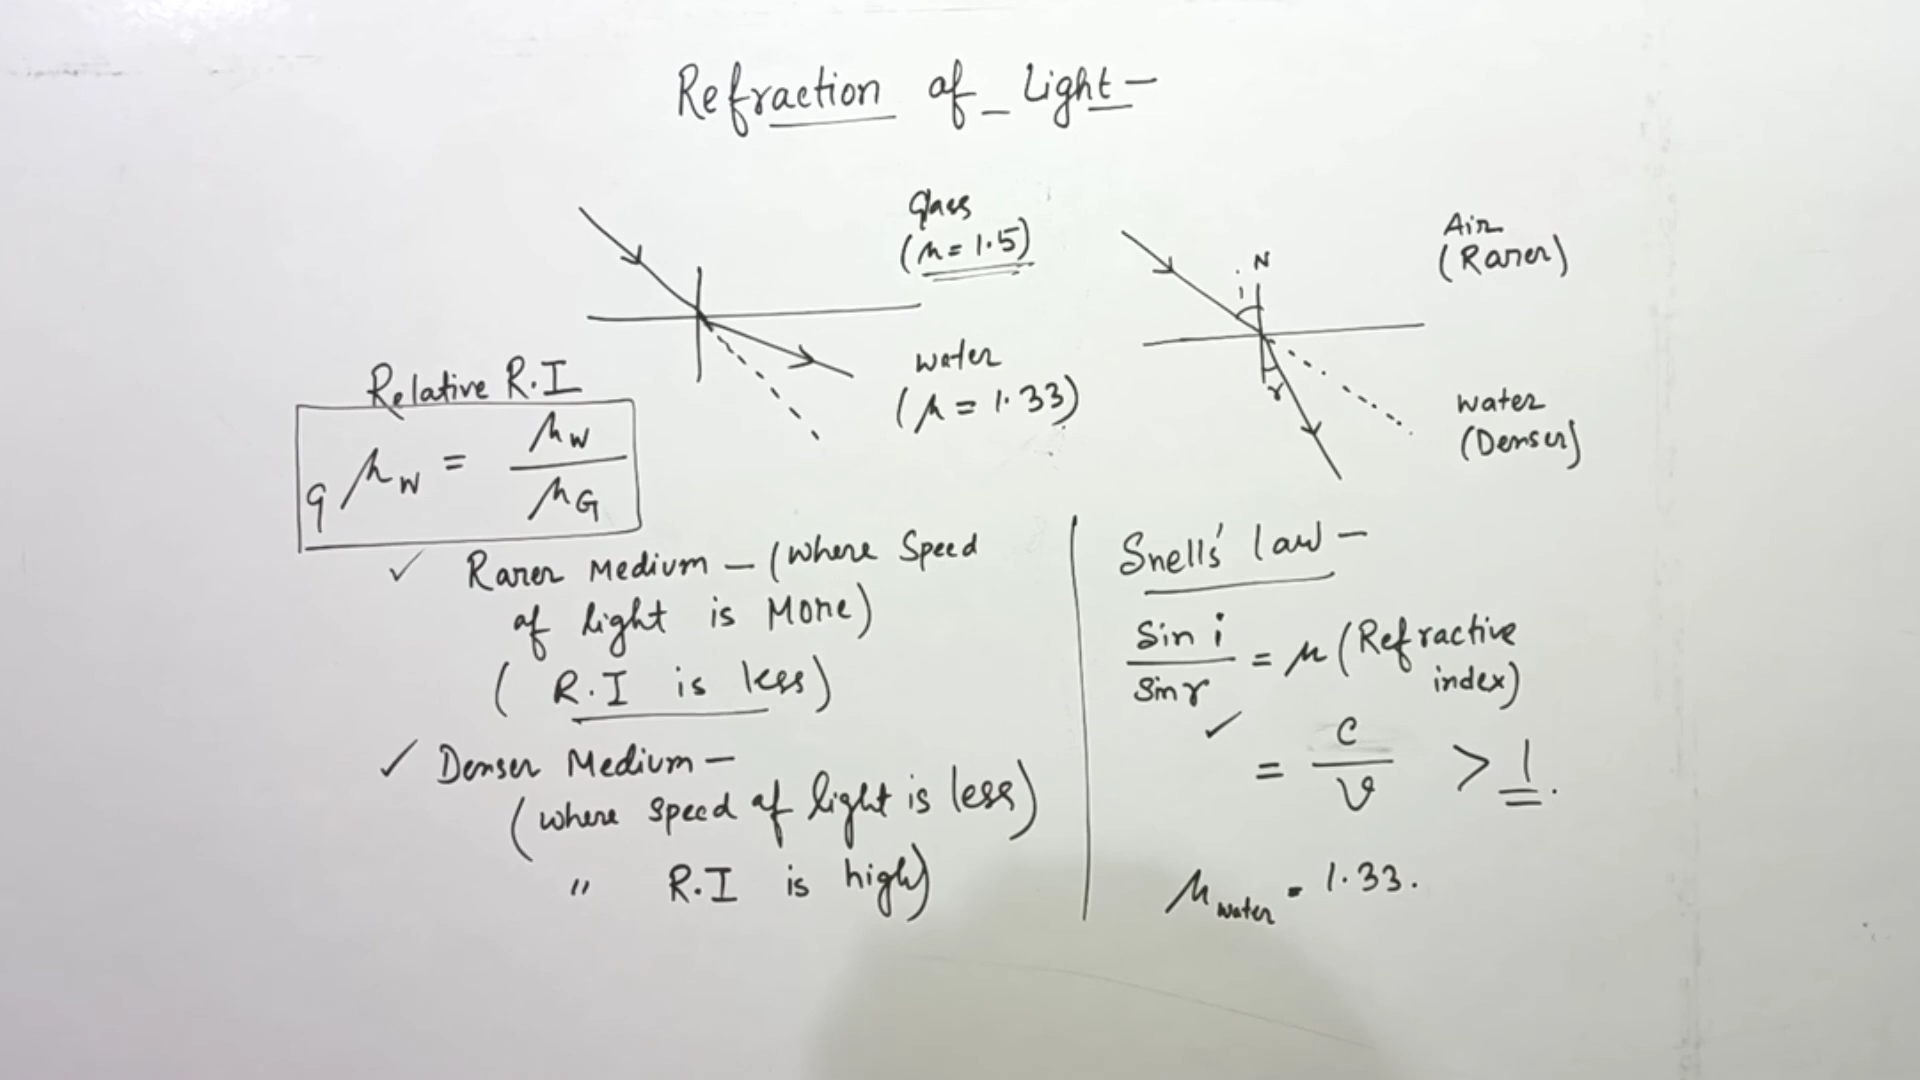 Refraction of Light -
Glass
(μ = 1.5)
water
(μ = 1.33)
N
i
r
Air
(Rarer)
water
(Denser)
Relative R.I
GμW = μW / μG
✓ Rarer Medium - (where Speed
of light is More)
(R.I is less)
✓ Denser Medium -
(where speed of light is less)
" R.I is high)
Snells' law -
Sin i / Sin r = μ (Refractive
index)
✓
= C / v > 1.
μwater = 1.33.